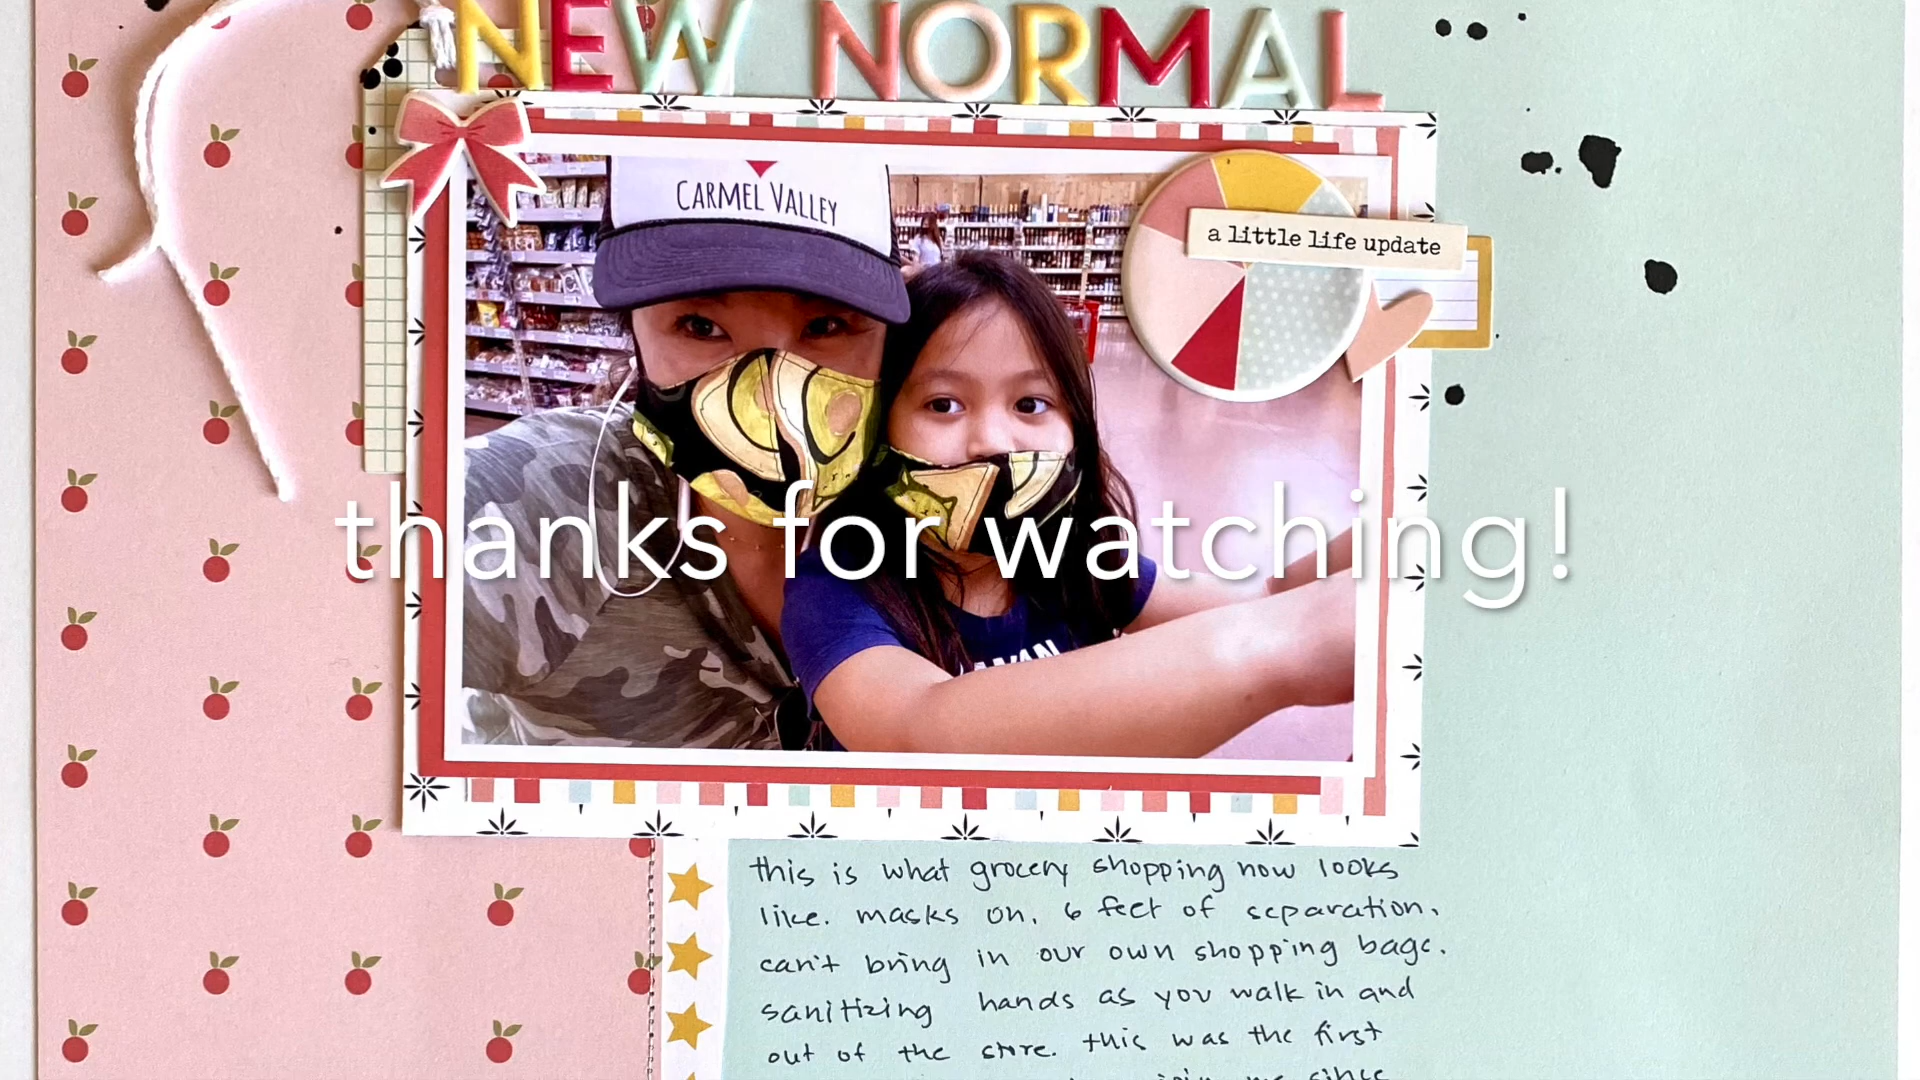 NEW NORMAL
CARMEL VALLEY
a little life update
thanks for watching!
this is what grocery shopping now looks
like. masks on. 6 feet of separation.
can't bring in our own shopping bags.
sanitizing hands as you walk in and
out of the store. this was the first
since